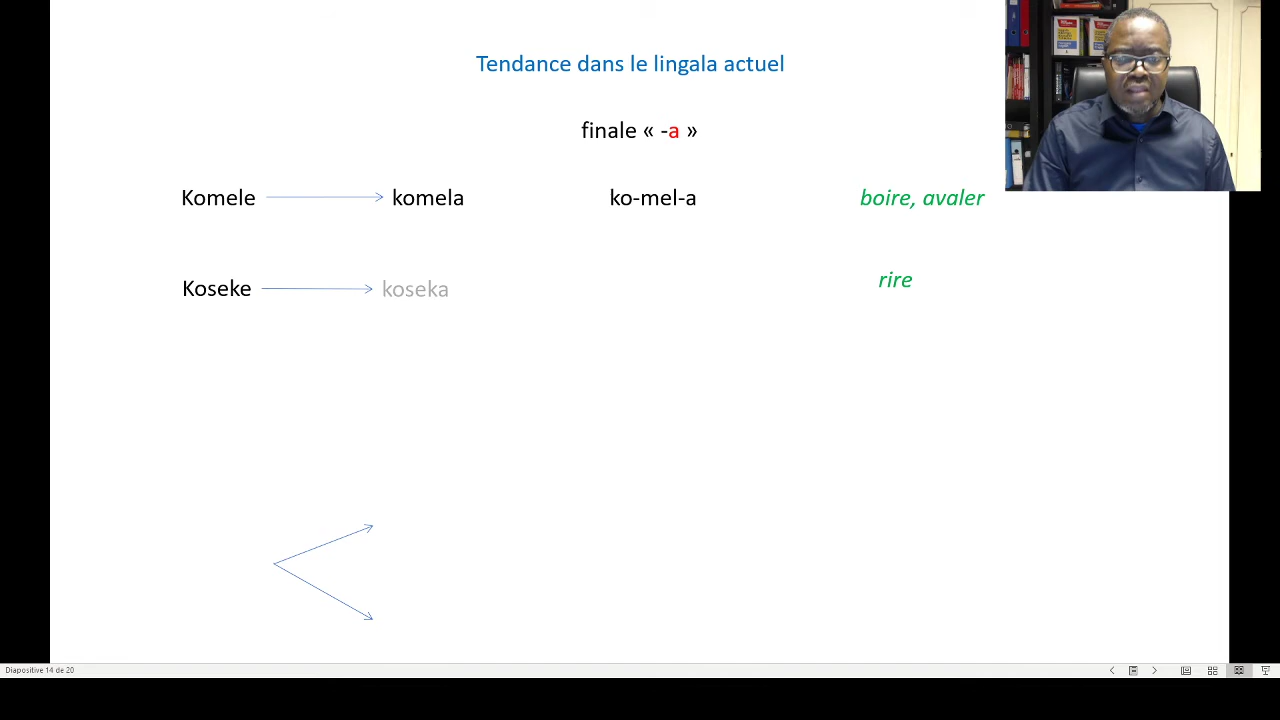 Tendance dans le lingala actuel
finale « -a »
Komele komela ko-mel-a boire, avaler
Koseke koseka rire
Diapositive 14 de 20